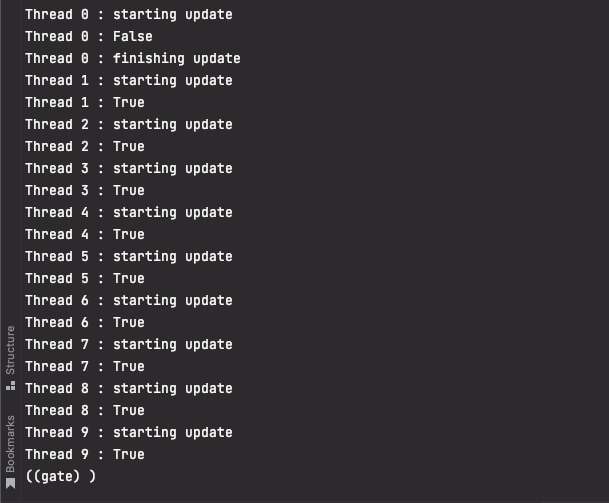 Thread 0 : starting update
Thread 0 : False
Thread 0 : finishing update
Thread 1 : starting update
Thread 1 : True
Thread 2 : starting update
Thread 2 : True
Thread 3 : starting update
Thread 3 : True
Thread 4 : starting update
Thread 4 : True
Thread 5 : starting update
Thread 5 : True
Thread 6 : starting update
Thread 6 : True
Thread 7 : starting update
Thread 7 : True
Thread 8 : starting update
Thread 8 : True
Thread 9 : starting update
Thread 9 : True
((gate) )
Structure
Bookmarks